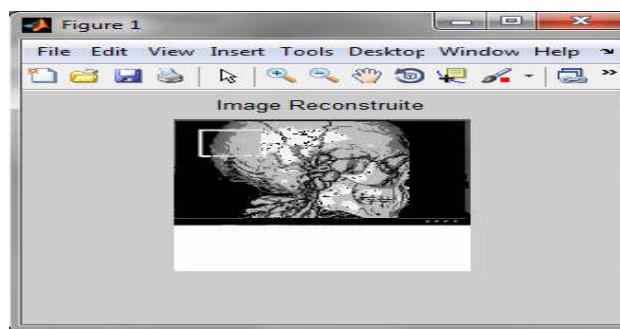 Figure 1
File Edit View Insert Tools Desktop Window Help
Image Reconstruite